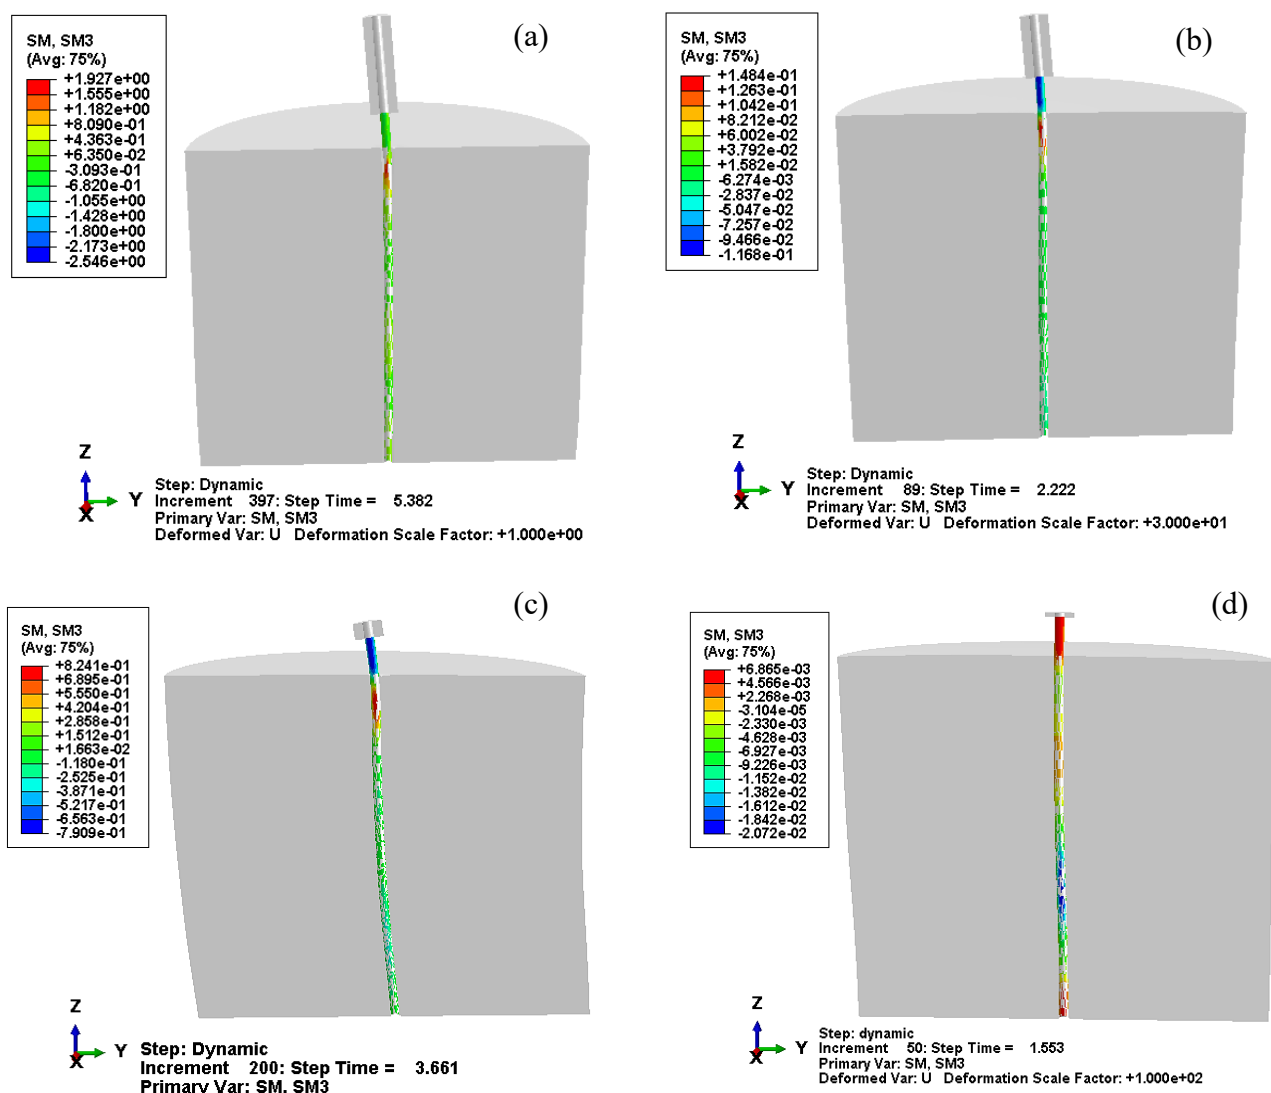 (a)
SM, SM3
(Avg: 75%)
+1.927e+00
+1.555e+00
+1.182e+00
+8.090e-01
+4.363e-01
+6.350e-02
-3.093e-01
-6.820e-01
-1.055e+00
-1.428e+00
-1.800e+00
-2.173e+00
-2.546e+00
Z
Y
X
Step: Dynamic
Increment 397: Step Time = 5.382
Primary Var: SM, SM3
Deformed Var: U Deformation Scale Factor: +1.000e+00
(b)
SM, SM3
(Avg: 75%)
+1.484e-01
+1.263e-01
+1.042e-01
+8.212e-02
+6.002e-02
+3.792e-02
+1.582e-02
-6.274e-03
-2.837e-02
-5.047e-02
-7.257e-02
-9.466e-02
-1.168e-01
Z
Y
X
Step: Dynamic
Increment 89: Step Time = 2.222
Primary Var: SM, SM3
Deformed Var: U Deformation Scale Factor: +3.000e+01
(c)
SM, SM3
(Avg: 75%)
+8.241e-01
+6.895e-01
+5.550e-01
+4.204e-01
+2.858e-01
+1.512e-01
+1.663e-02
-1.180e-01
-2.525e-01
-3.871e-01
-5.217e-01
-6.563e-01
-7.909e-01
Z
Y
X
Step: Dynamic
Increment 200: Step Time = 3.661
Primary Var: SM, SM3
(d)
SM, SM3
(Avg: 75%)
+6.865e-03
+4.566e-03
+2.268e-03
-3.104e-05
-2.330e-03
-4.628e-03
-6.927e-03
-9.226e-03
-1.152e-02
-1.382e-02
-1.612e-02
-1.842e-02
-2.072e-02
Z
Y
X
Step: dynamic
Increment 50: Step Time = 1.553
Primary Var: SM, SM3
Deformed Var: U Deformation Scale Factor: +1.000e+02